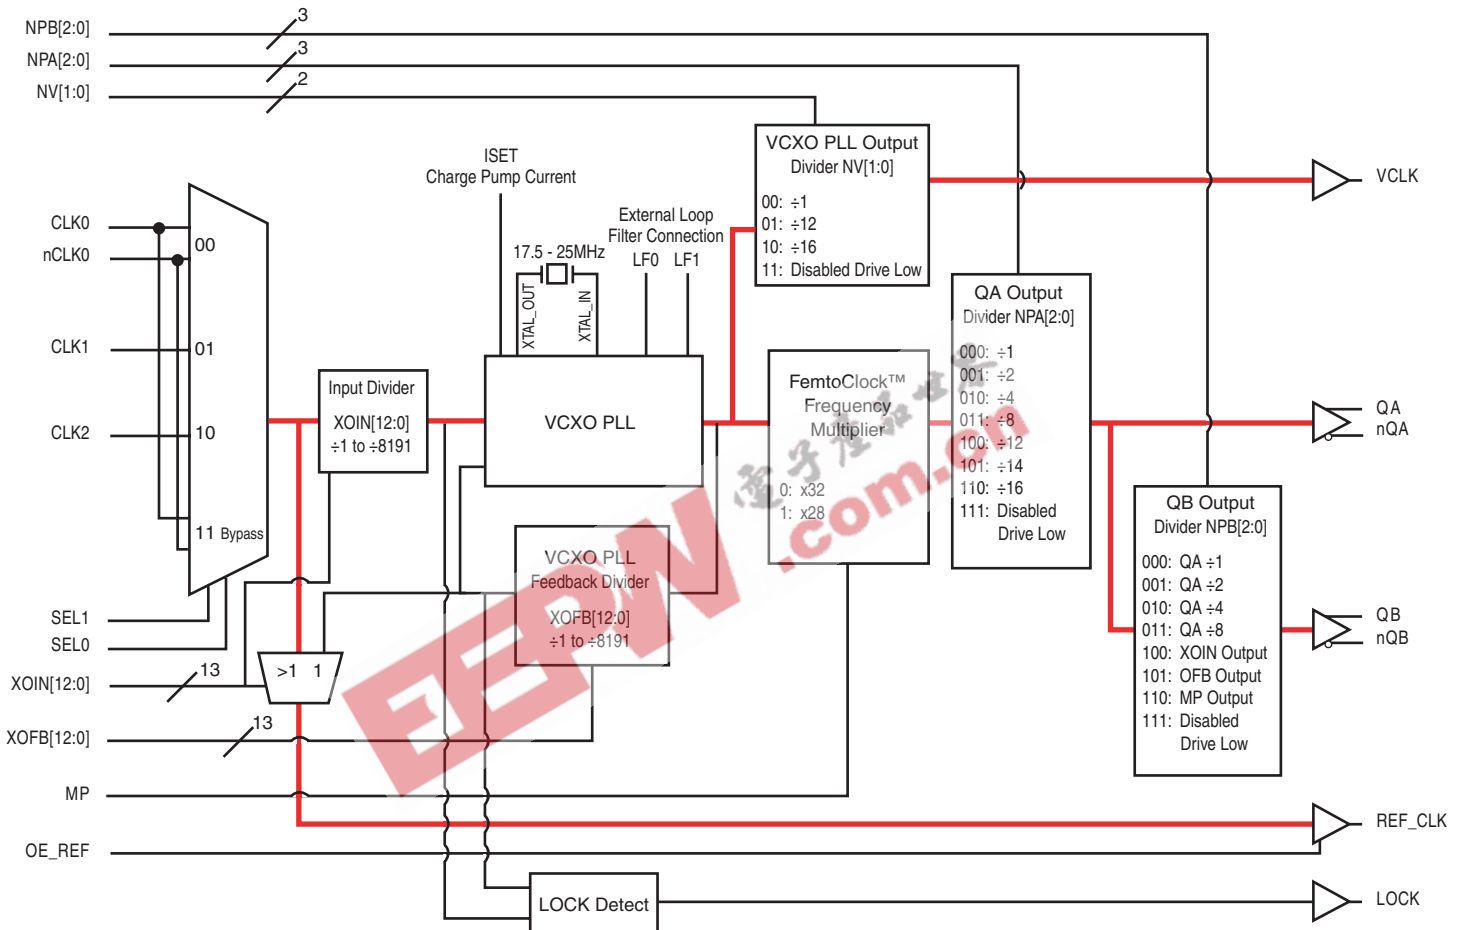 NPB[2:0]
3
NPA[2:0]
3
NV[1:0]
2
CLK0
nCLK0
CLK1
CLK2
00
01
10
11 Bypass
SEL1
SEL0
XOIN[12:0]
13
XOFB[12:0]
13
MP
OE_REF
>1 1
Input Divider
XOIN[12:0]
÷1 to ÷8191
ISET
Charge Pump Current
17.5 - 25MHz
XTAL_OUT
XTAL_IN
External Loop
Filter Connection
LF0 LF1
VCXO PLL
VCXO PLL
Feedback Divider
XOFB[12:0]
÷1 to ÷8191
VCXO PLL Output
Divider NV[1:0]
00: ÷1
01: ÷12
10: ÷16
11: Disabled Drive Low
FemtoClock™
Frequency
Multiplier
0: x32
1: x28
QA Output
Divider NPA[2:0]
000: ÷1
001: ÷2
010: ÷4
011: ÷8
100: ÷12
101: ÷14
110: ÷16
111: Disabled
Drive Low
QB Output
Divider NPB[2:0]
000: QA ÷1
001: QA ÷2
010: QA ÷4
011: QA ÷8
100: XOIN Output
101: OFB Output
110: MP Output
111: Disabled
Drive Low
LOCK Detect
VCLK
QA
nQA
QB
nQB
REF_CLK
LOCK
EEPW
電子產品世界
.com.cn